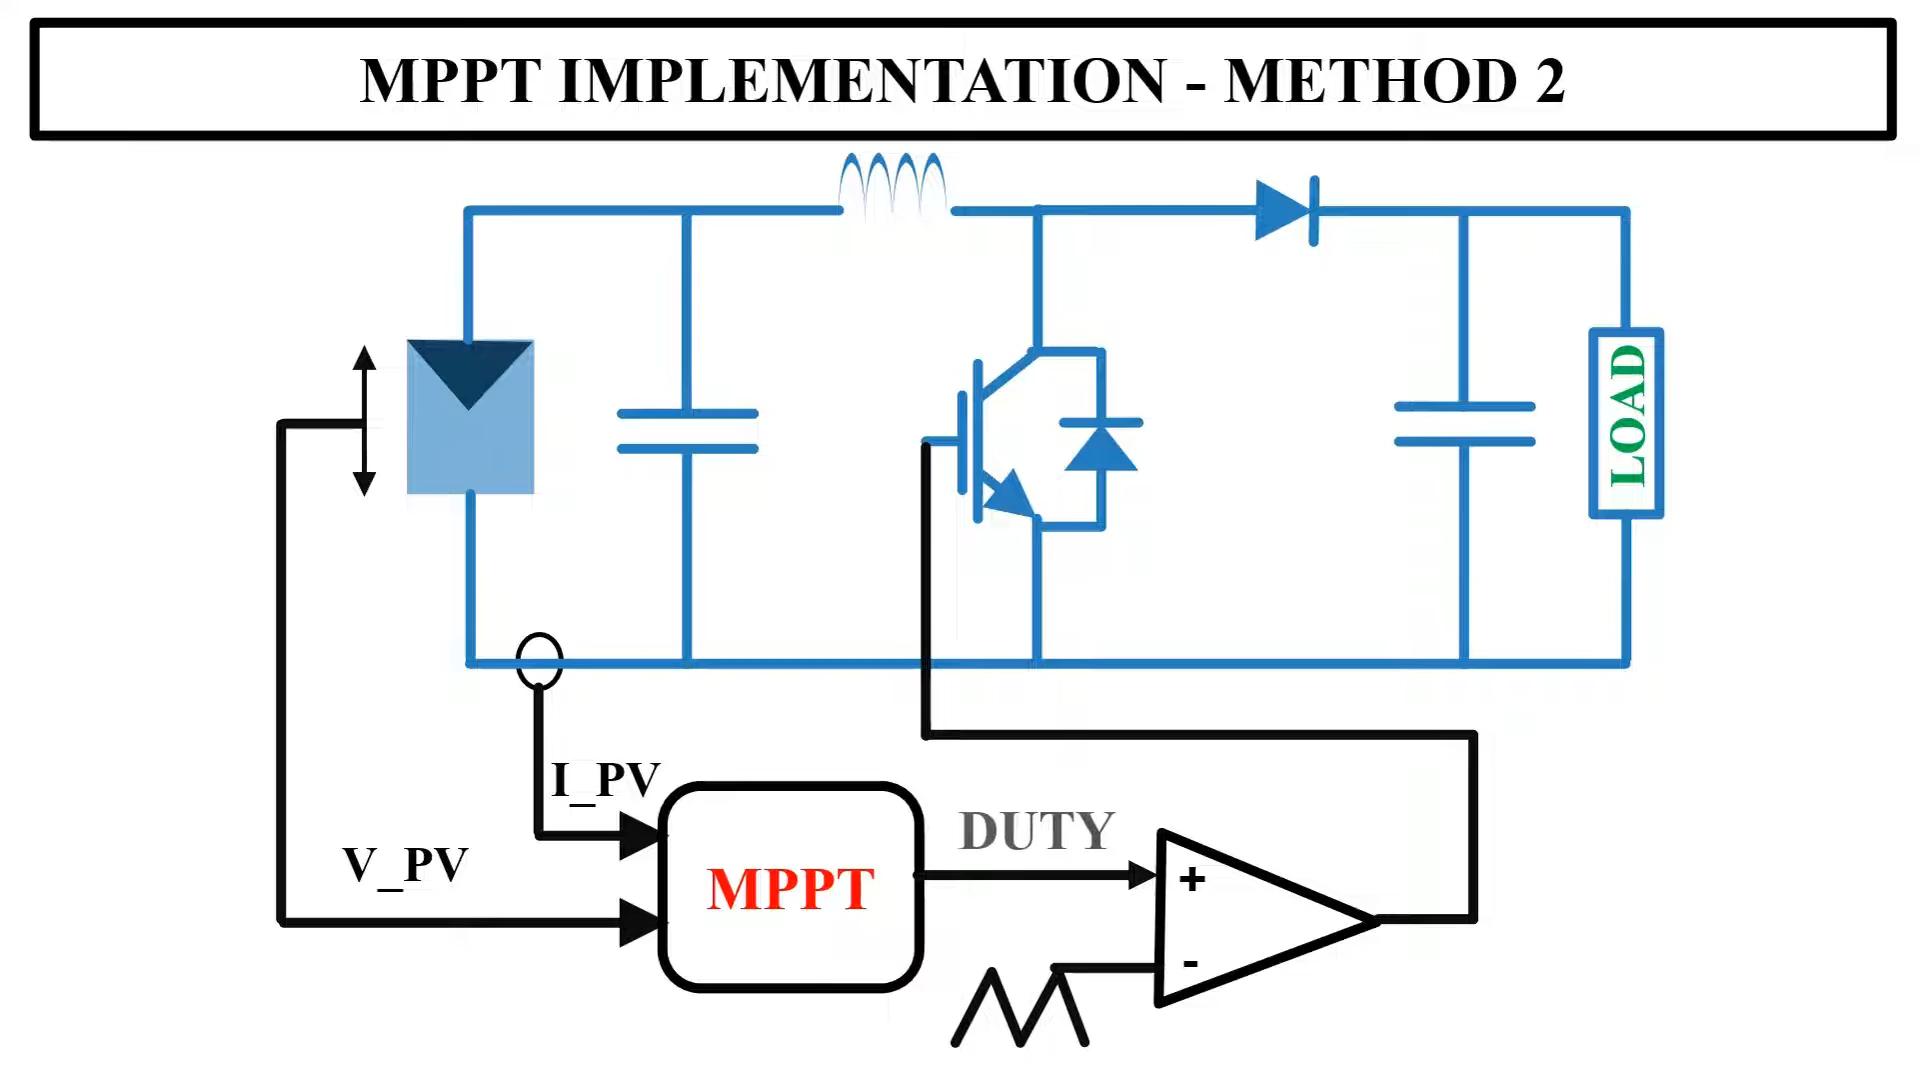 MPPT IMPLEMENTATION - METHOD 2
LOAD
I_PV
V_PV
MPPT
DUTY
+
-